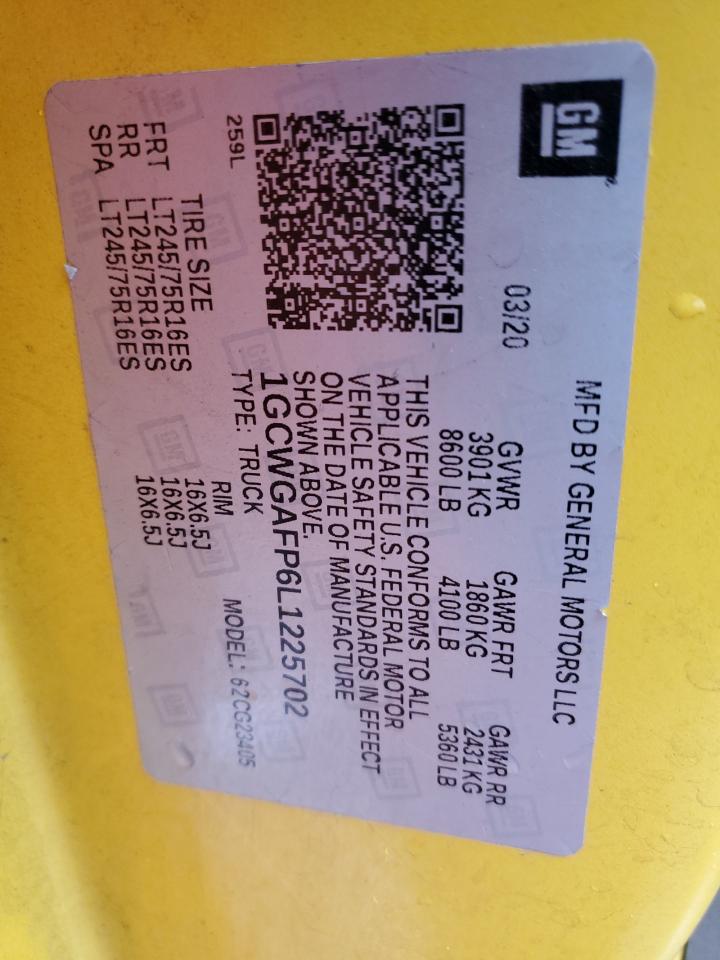 GM
MFD BY GENERAL MOTORS LLC
03/20
GVWR GAWR FRT GAWR RR
3901 KG 1860 KG 2431 KG
8600 LB 4100 LB 5360 LB
THIS VEHICLE CONFORMS TO ALL
APPLICABLE U.S. FEDERAL MOTOR
VEHICLE SAFETY STANDARDS IN EFFECT
ON THE DATE OF MANUFACTURE
SHOWN ABOVE.
1GCWGAFP6L1225702
TYPE: TRUCK MODEL: 62CG23405
259L
TIRE SIZE RIM
FRT LT245/75R16ES 16X6.5J
RR LT245/75R16ES 16X6.5J
SPA LT245/75R16ES 16X6.5J